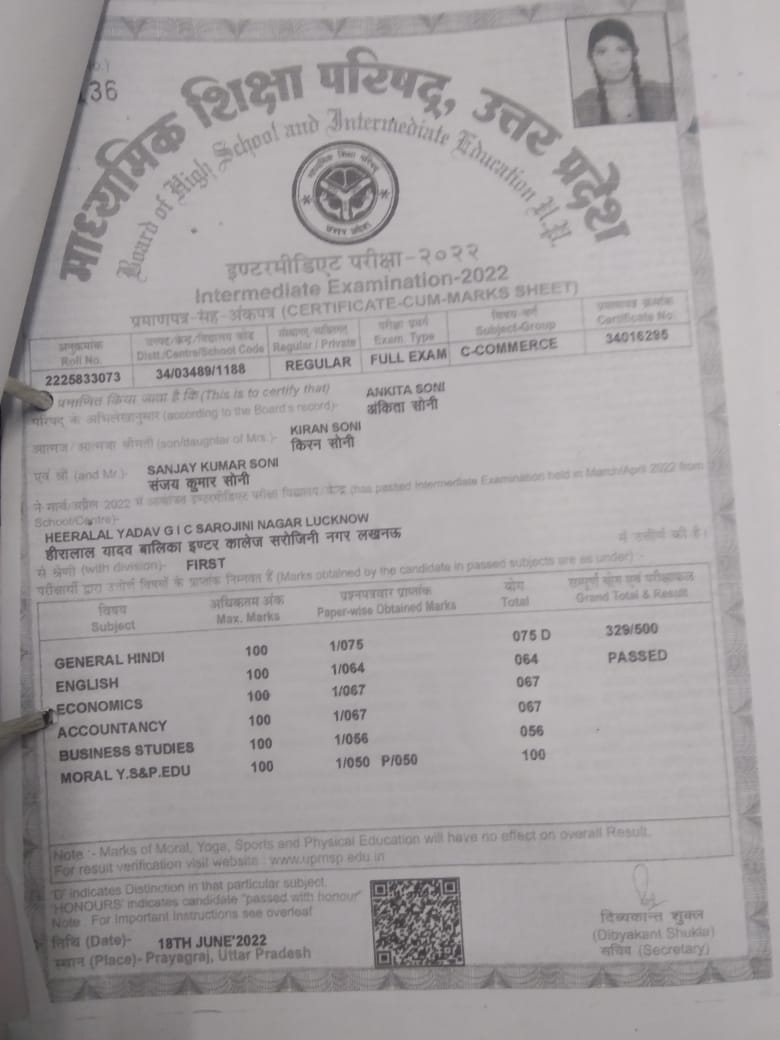 36
माध्यमिक शिक्षा परिषद्, उत्तर प्रदेश
Board of High School and Intermediate Education U.P.
माध्यमिक शिक्षा परिषद्
उत्तर प्रदेश
इण्टरमीडिएट परीक्षा-२०२२
Intermediate Examination-2022
प्रमाणपत्र-सह-अंकपत्र (CERTIFICATE-CUM-MARKS SHEET)
अनुक्रमांक जनपद/केन्द्र/विद्यालय कोड संस्थागत/व्यक्तिगत परीक्षा प्रवर्ग विषय-वर्ग प्रमाणपत्र क्रमांक
Roll No. Distt./Centre/School Code Regular / Private Exam. Type Subject-Group Certificate No.
2225833073 34/03489/1188 REGULAR FULL EXAM C-COMMERCE 34016295
प्रमाणित किया जाता है कि (This is to certify that) ANKITA SONI
परिषद् के अभिलेखानुसार (according to the Board's record)- अंकिता सोनी
आत्मज / आत्मजा श्रीमती (son/daughter of Mrs.)- KIRAN SONI
किरन सोनी
एवं श्री (and Mr.)- SANJAY KUMAR SONI
संजय कुमार सोनी
ने मार्च/अप्रैल 2022 में आयोजित इण्टरमीडिएट परीक्षा विद्यालय/केन्द्र (has passed Intermediate Examination held in March/April 2022 from
School/Centre)-
HEERALAL YADAV G I C SAROJINI NAGAR LUCKNOW
हीरालाल यादव बालिका इण्टर कालेज सरोजिनी नगर लखनऊ
से श्रेणी (with division)- FIRST में उत्तीर्ण की है।
परीक्षार्थी द्वारा उत्तीर्ण विषयों के प्राप्तांक निम्नवत हैं (Marks obtained by the candidate in passed subjects are as under) :-
विषय अधिकतम अंक प्रश्नपत्रवार प्राप्तांक योग सम्पूर्ण योग एवं परीक्षाफल
Subject Max. Marks Paper-wise Obtained Marks Total Grand Total & Result
GENERAL HINDI 100 1/075 075 D 329/500
ENGLISH 100 1/064 064 PASSED
ECONOMICS 100 1/067 067
ACCOUNTANCY 100 1/067 067
BUSINESS STUDIES 100 1/056 056
MORAL Y.S&P.EDU 100 1/050 P/050 100
Note :- Marks of Moral, Yoga, Sports and Physical Education will have no effect on overall Result.
For result verification visit website : www.upmsp.edu.in
'D' indicates Distinction in that particular subject.
'HONOURS' indicates candidate "passed with honour"
Note : For Important Instructions see overleaf
तिथि (Date)- 18TH JUNE'2022
स्थान (Place)- Prayagraj, Uttar Pradesh
दिब्यकान्त शुक्ल
(Dibyakant Shukla)
सचिव (Secretary)